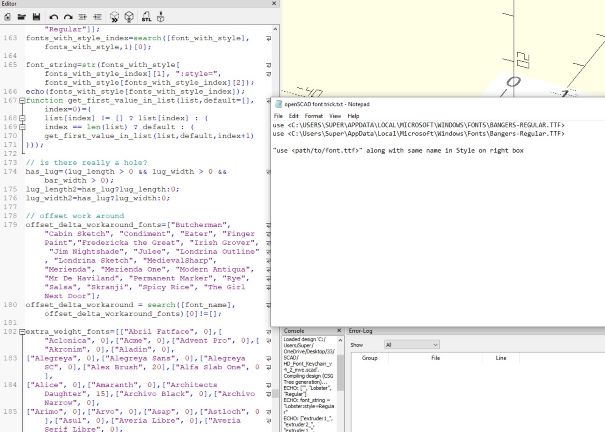 Editor
"Regular"]];
163 fonts_with_style_index=search([font_with_style],
fonts_with_style,1)[0];
164
165 font_string=str(fonts_with_style[
fonts_with_style_index][1], ":style=",
fonts_with_style[fonts_with_style_index][2]);
166 echo(fonts_with_style[fonts_with_style_index]);
167 function get_first_value_in_list(list,default=[],
index=0)=(
168 list[index] != [] ? list[index] : (
169 index == len(list) ? default : (
170 get_first_value_in_list(list,default,index+1)
171 )));
172
173 // is there really a hole?
174 has_lug=(lug_length > 0 && lug_width > 0 &&
bar_width > 0);
175 lug_length2=has_lug?lug_length:0;
176 lug_width2=has_lug?lug_width:0;
177
178 // offset work around
179 offset_delta_workaround_fonts=["Butcherman",
"Cabin Sketch", "Condiment", "Eater", "Finger
Paint","Fredericka the Great", "Irish Grover",
"Jim Nightshade", "Julee", "Londrina Outline"
, "Londrina Sketch", "MedievalSharp",
"Merienda", "Merienda One", "Modern Antiqua",
"Mr De Haviland", "Permanent Marker", "Rye",
"Salsa", "Skranji", "Spicy Rice", "The Girl
Next Door"];
180 offset_delta_workaround = search([font_name],
offset_delta_workaround_fonts)[0]!=[];
181
182 extra_weight_fonts=[["Abril Fatface", 0],[
"Aclonica", 0],["Acme", 0],["Advent Pro", 0],[
"Akronim", 0],["Aladin", 0],
183 ["Alegreya", 0],["Alegreya Sans", 0],["Alegreya
SC", 0],["Alex Brush", 20],["Alfa Slab One", 0
],
184 ["Alice", 0],["Amaranth", 0],["Architects
Daughter", 15],["Archivo Black", 0],["Archivo
Narrow", 0],
185 ["Arimo", 0],["Arvo", 0],["Asap", 0],["Astloch", 0
],["Asul", 0],["Averia Libre", 0],["Averia
Serif Libre", 0],
STL
0
1
openSCAD font trick.txt - Notepad
File Edit Format View Help
use <C:\USERS\SUPER\APPDATA\LOCAL\MICROSOFT\WINDOWS\FONTS\BANGERS-REGULAR.TTF>
use <C:/Users/Super/AppData/Local/Microsoft/Windows/Fonts/Bangers-Regular.TTF>
"use <path/to/font.ttf>" along with same name in Style on right box
Console
Loaded design 'C:/
Users/Super/
OneDrive/Desktop/3D/
SCAD/
HD_Font_Keychain_v
4_2_mve.scad'.
Compiling design (CSG
Tree generation)...
ECHO: ["", "Lobster",
"Regular"]
ECHO: font_string =
"Lobster:style=Regula
r"
ECHO: ["extruder1_",
"extruder2_",
Error-Log
Show All
Group File Line